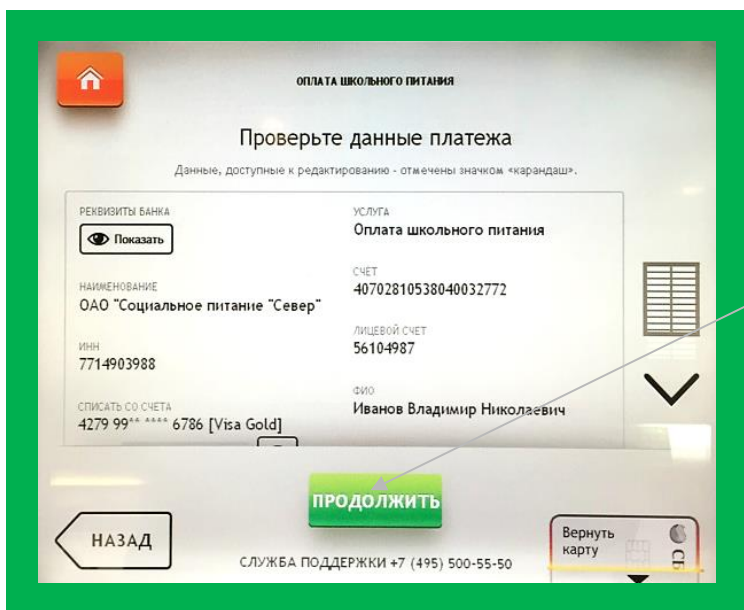 ОПЛАТА ШКОЛЬНОГО ПИТАНИЯ
Проверьте данные платежа
Данные, доступные к редактированию - отмечены значком «карандаш».
РЕКВИЗИТЫ БАНКА
Показать
НАИМЕНОВАНИЕ
ОАО "Социальное питание "Север"
ИНН
7714903988
СПИСАТЬ СО СЧЕТА
4279 99** **** 6786 [Visa Gold]
УСЛУГА
Оплата школьного питания
СЧЕТ
40702810538040032772
ЛИЦЕВОЙ СЧЕТ
56104987
ФИО
Иванов Владимир Николаевич
ПРОДОЛЖИТЬ
НАЗАД
СЛУЖБА ПОДДЕРЖКИ +7 (495) 500-55-50
Вернуть
карту
СБ